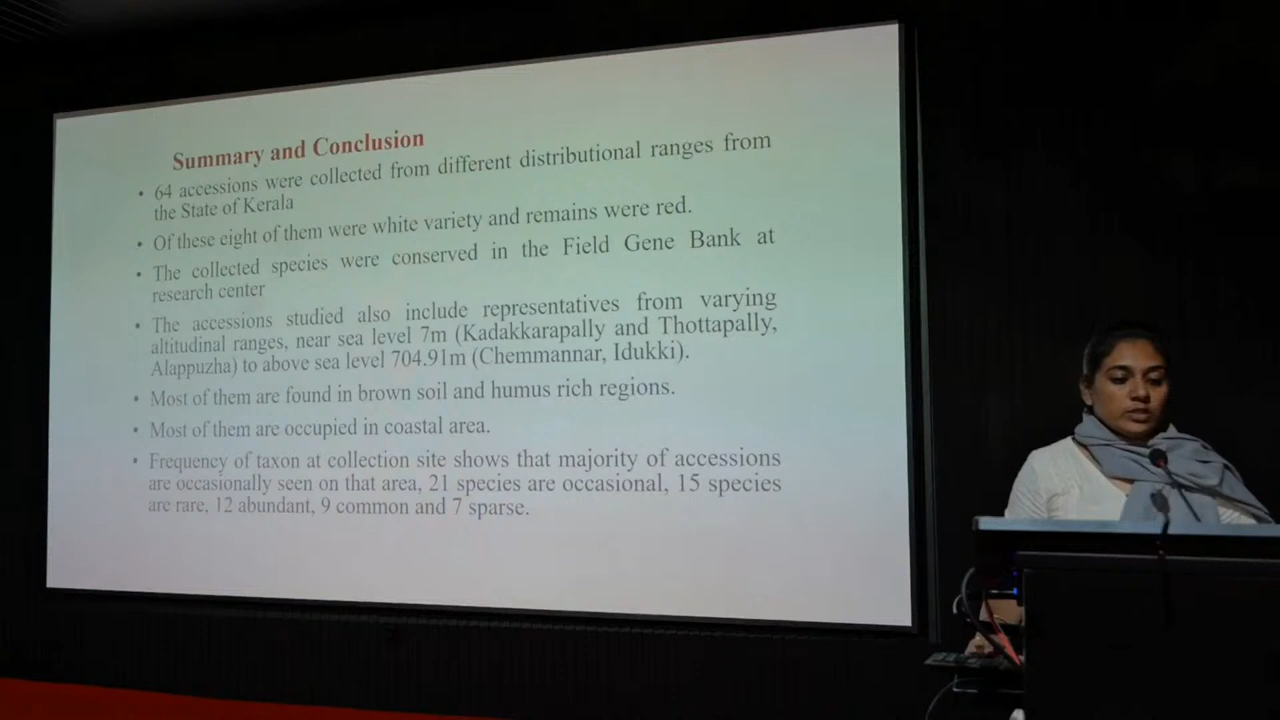 Summary and Conclusion
• 64 accessions were collected from different distributional ranges from
the State of Kerala
• Of these eight of them were white variety and remains were red.
• The collected species were conserved in the Field Gene Bank at
research center
• The accessions studied also include representatives from varying
altitudinal ranges, near sea level 7m (Kadakkarapally and Thottapally,
Alappuzha) to above sea level 704.91m (Chemmannar, Idukki).
• Most of them are found in brown soil and humus rich regions.
• Most of them are occupied in coastal area.
• Frequency of taxon at collection site shows that majority of accessions
are occasionally seen on that area, 21 species are occasional, 15 species
are rare, 12 abundant, 9 common and 7 sparse.